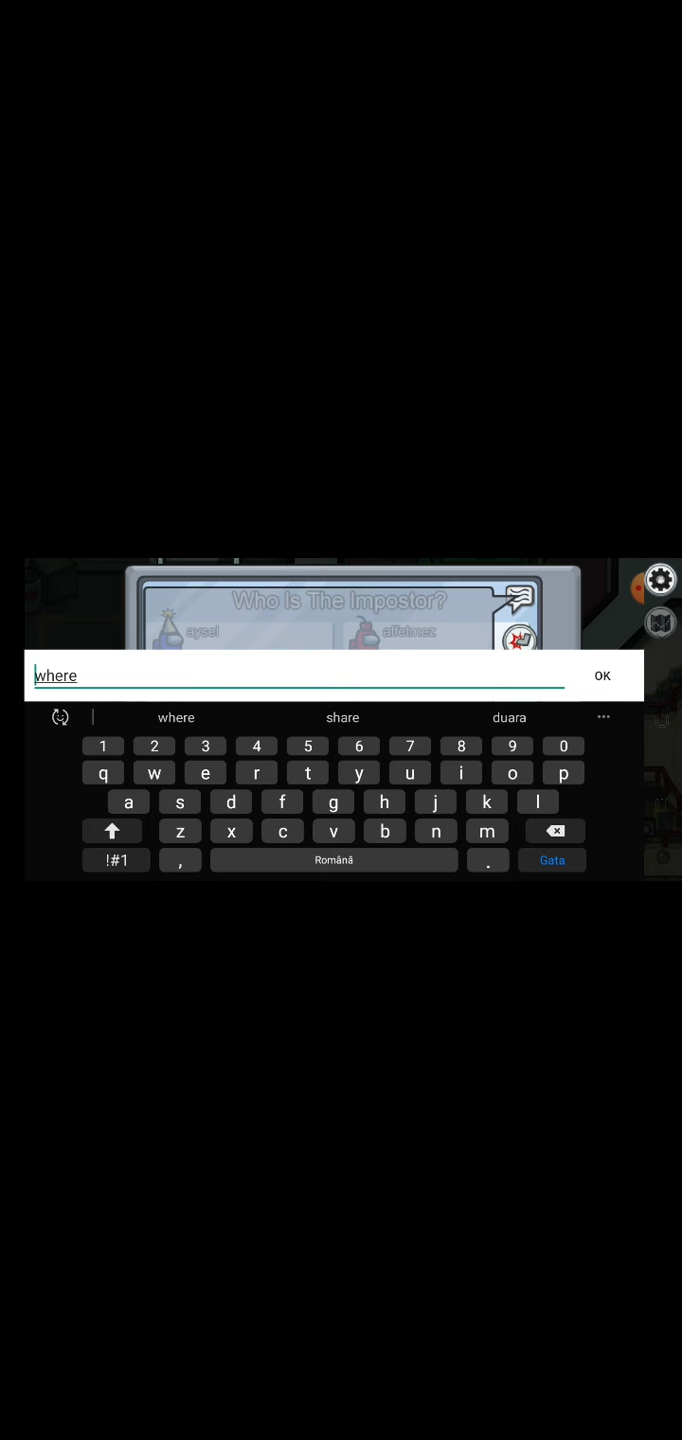 Who Is The Impostor?
aysel
affetmez
where
OK
where share duara
1 2 3 4 5 6 7 8 9 0
q w e r t y u i o p
a s d f g h j k l
z x c v b n m
!#1 , Română . Gata